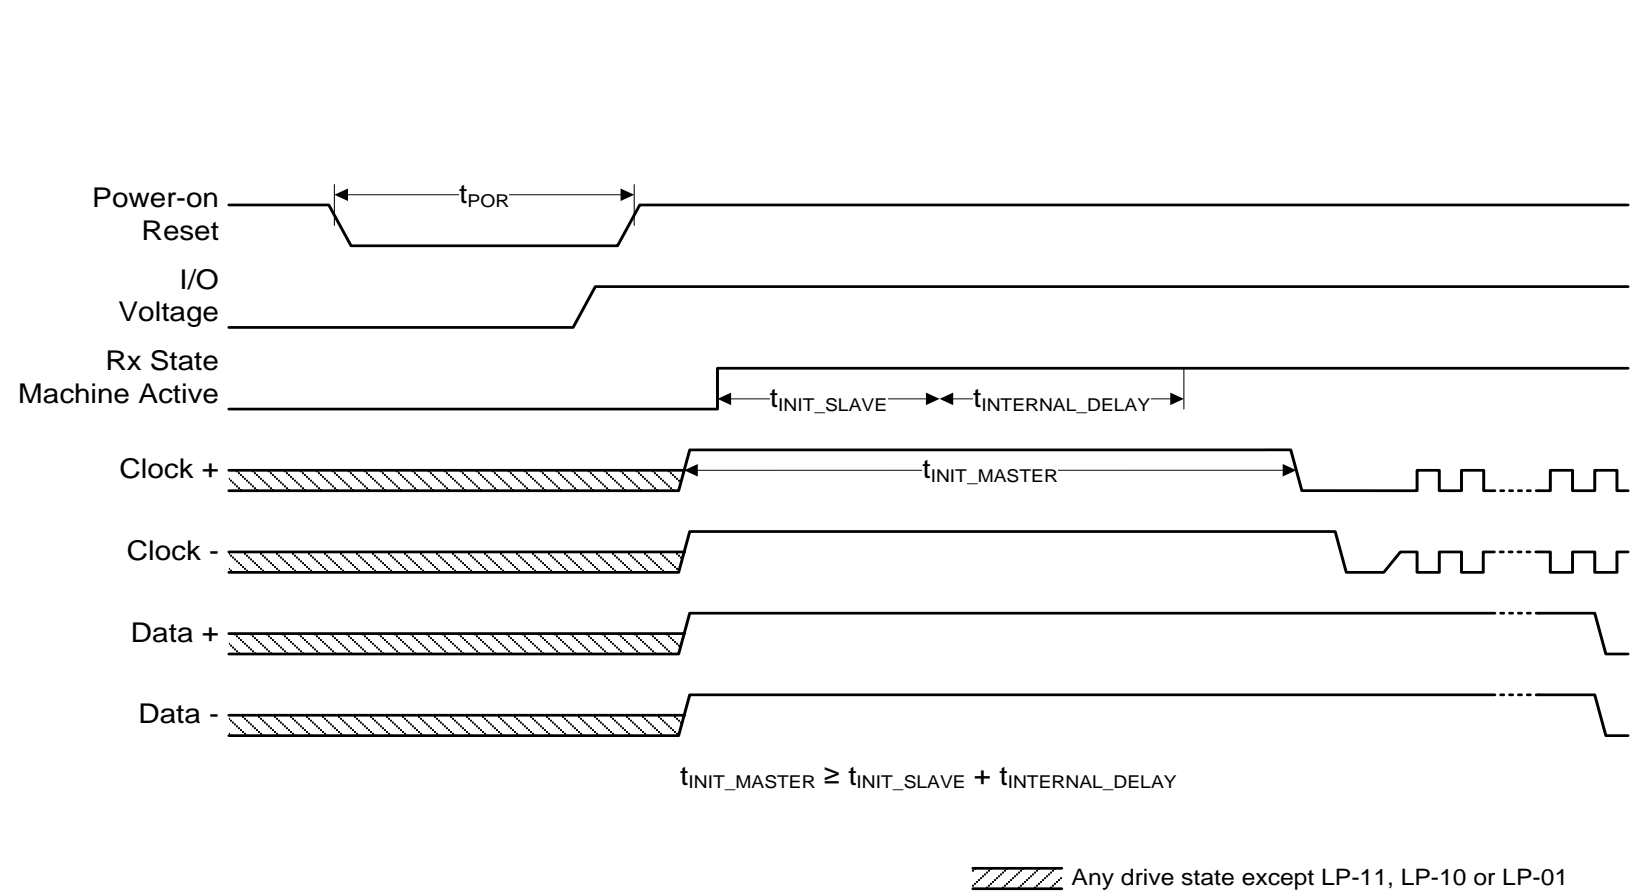 Power-on
Reset
tPOR
I/O
Voltage
Rx State
Machine Active
tINIT_SLAVE
tINTERNAL_DELAY
Clock +
tINIT_MASTER
Clock -
Data +
Data -
tINIT_MASTER ≥ tINIT_SLAVE + tINTERNAL_DELAY
Any drive state except LP-11, LP-10 or LP-01